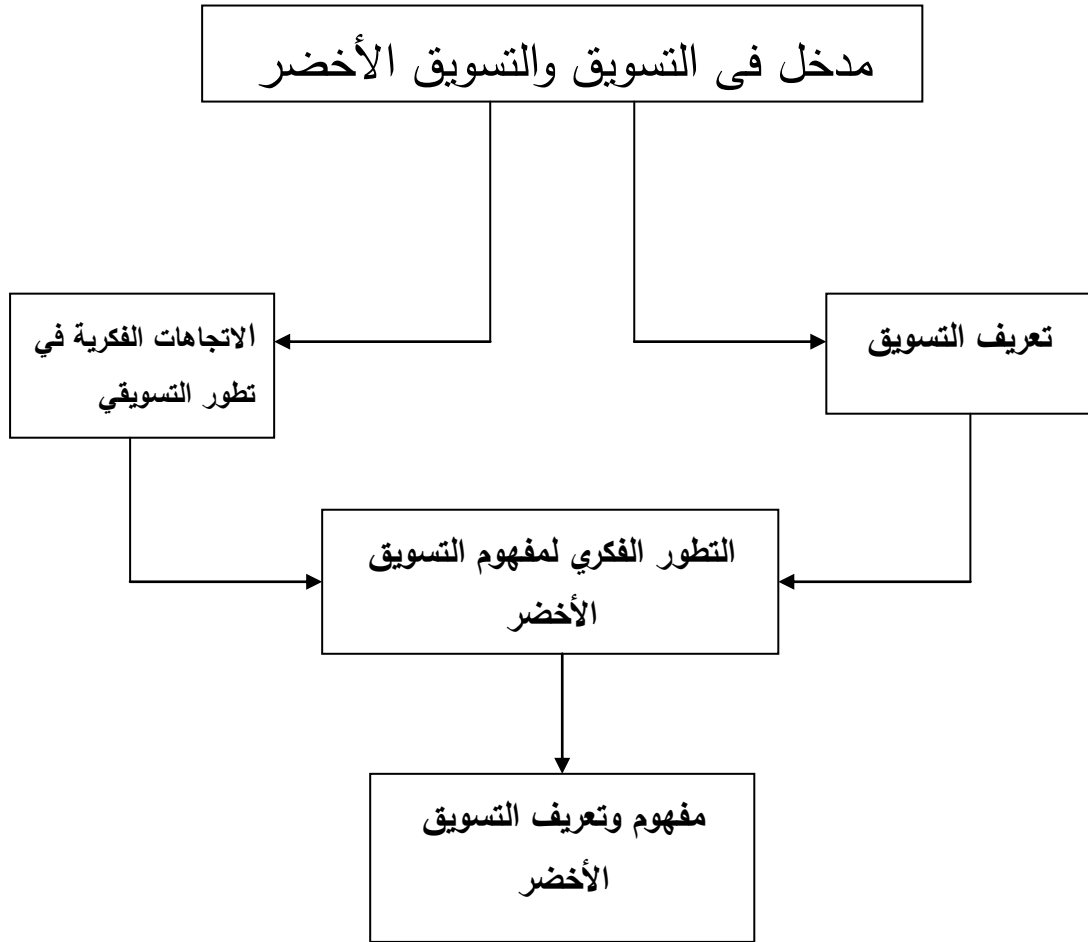 مدخل فى التسويق والتسويق الأخضر
تعريف التسويق
الاتجاهات الفكرية في
تطور التسويقي
التطور الفكري لمفهوم التسويق
الأخضر
مفهوم وتعريف التسويق
الأخضر